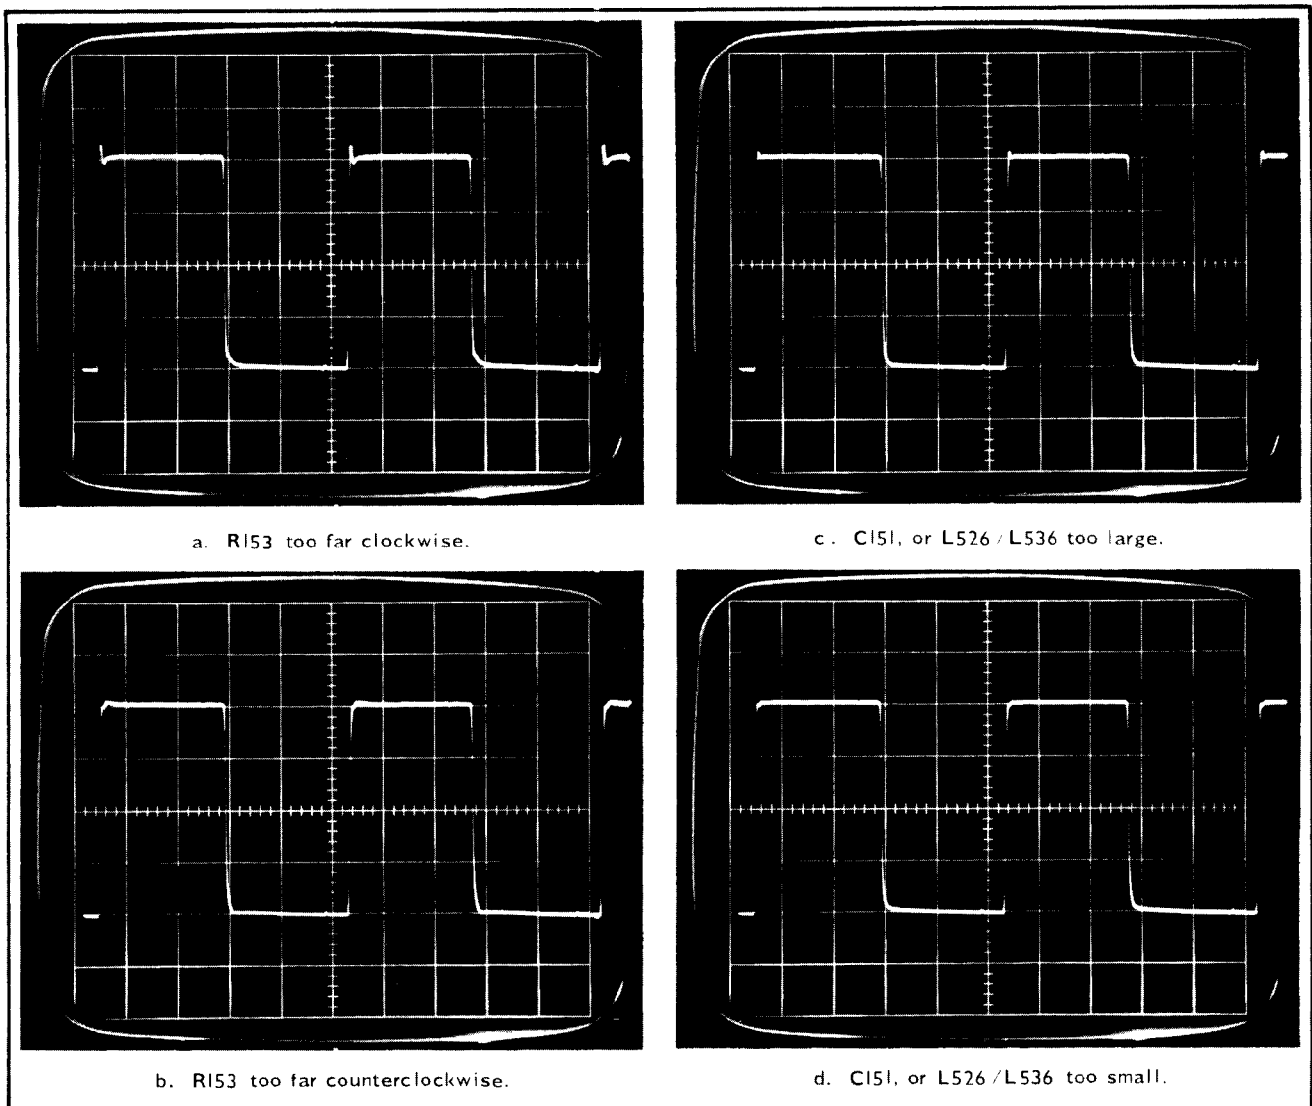 a. R153 too far clockwise.
c. C151, or L526/L536 too large.
b. R153 too far counterclockwise.
d. C151, or L526/L536 too small.